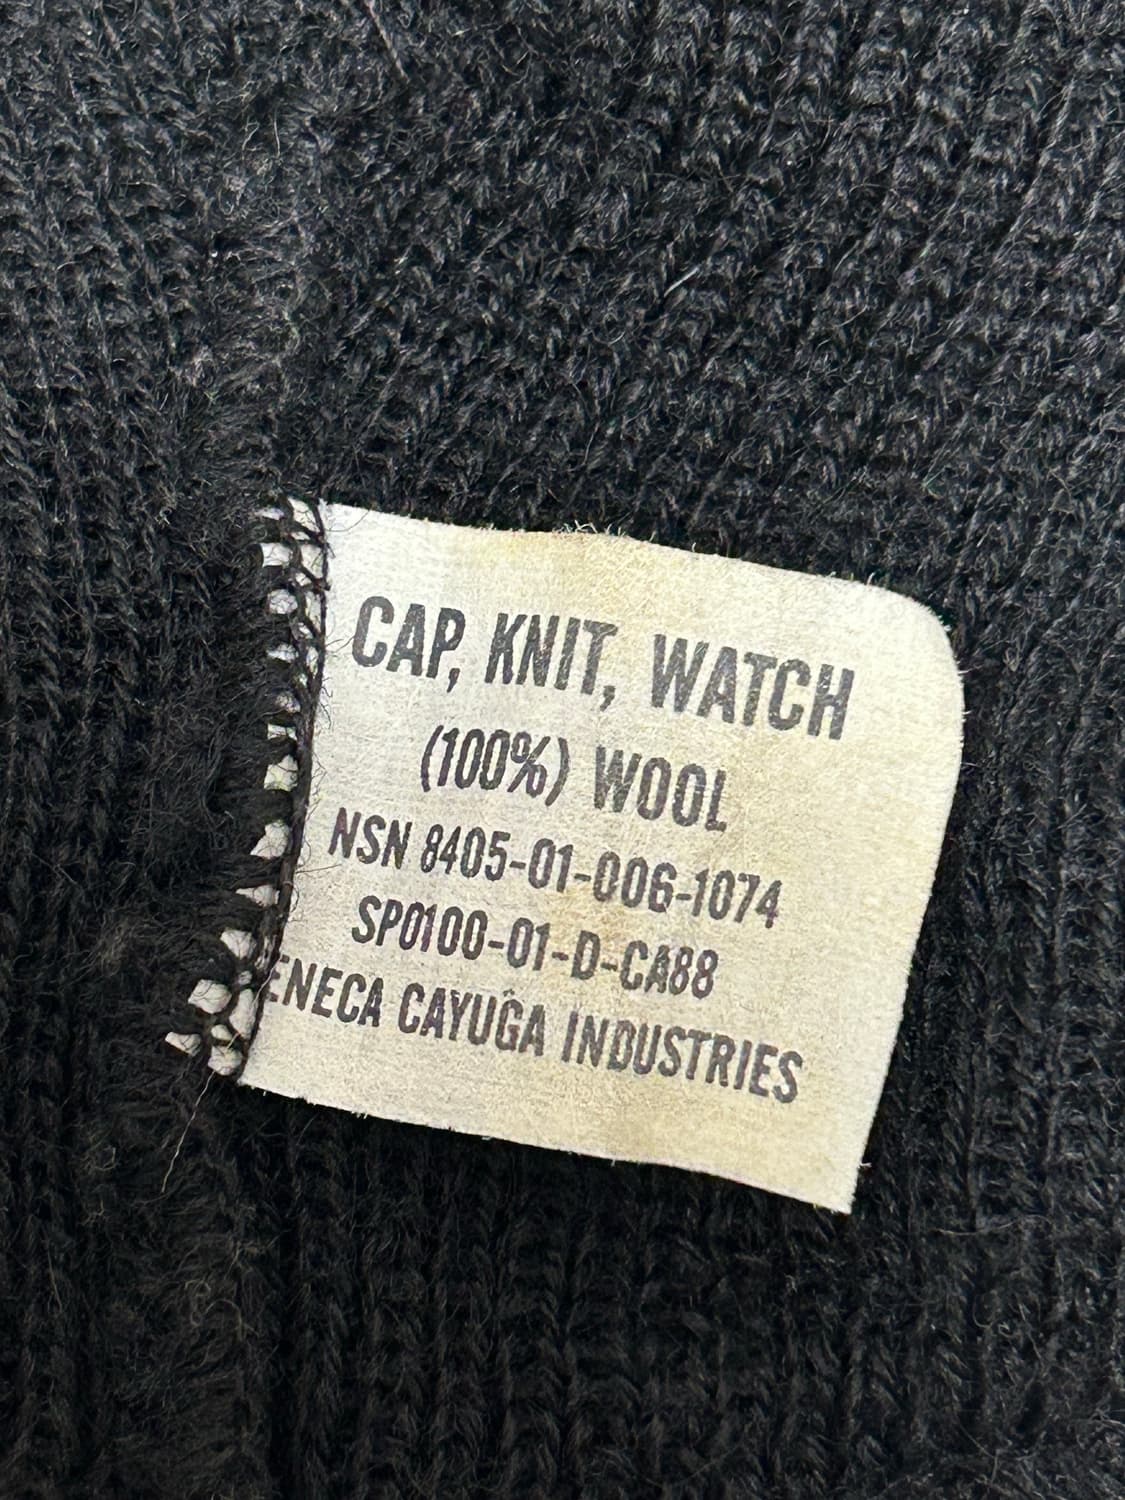 CAP, KNIT, WATCH
(100%) WOOL
NSN 8405-01-006-1074
SP0100-01-D-CA88
ENECA CAYUGA INDUSTRIES